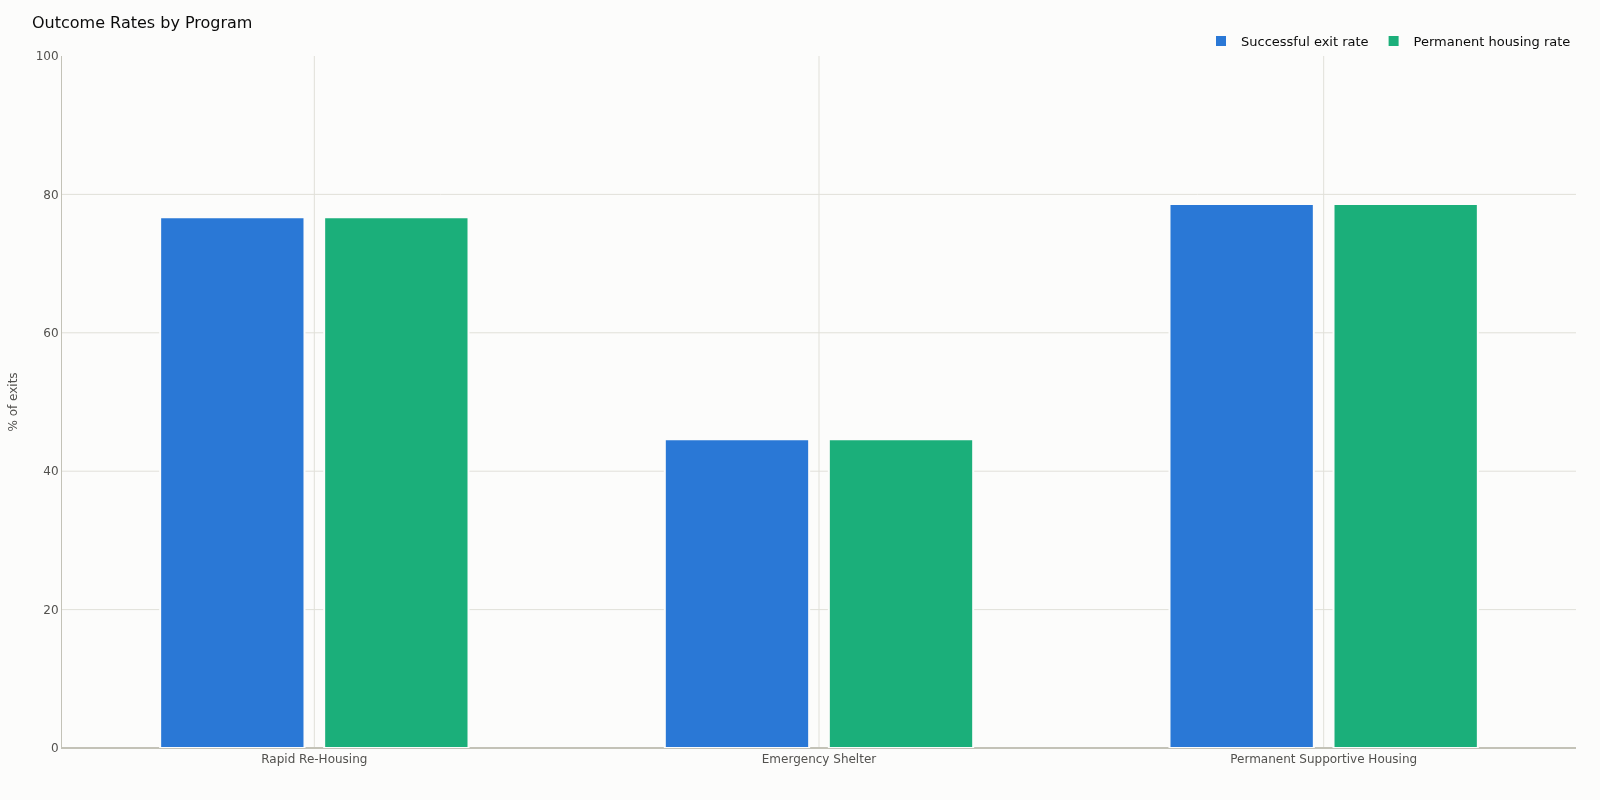 Outcome Rates by Program
Successful exit rate
Permanent housing rate
100
80
60
40
20
0
% of exits
Rapid Re-Housing
Emergency Shelter
Permanent Supportive Housing